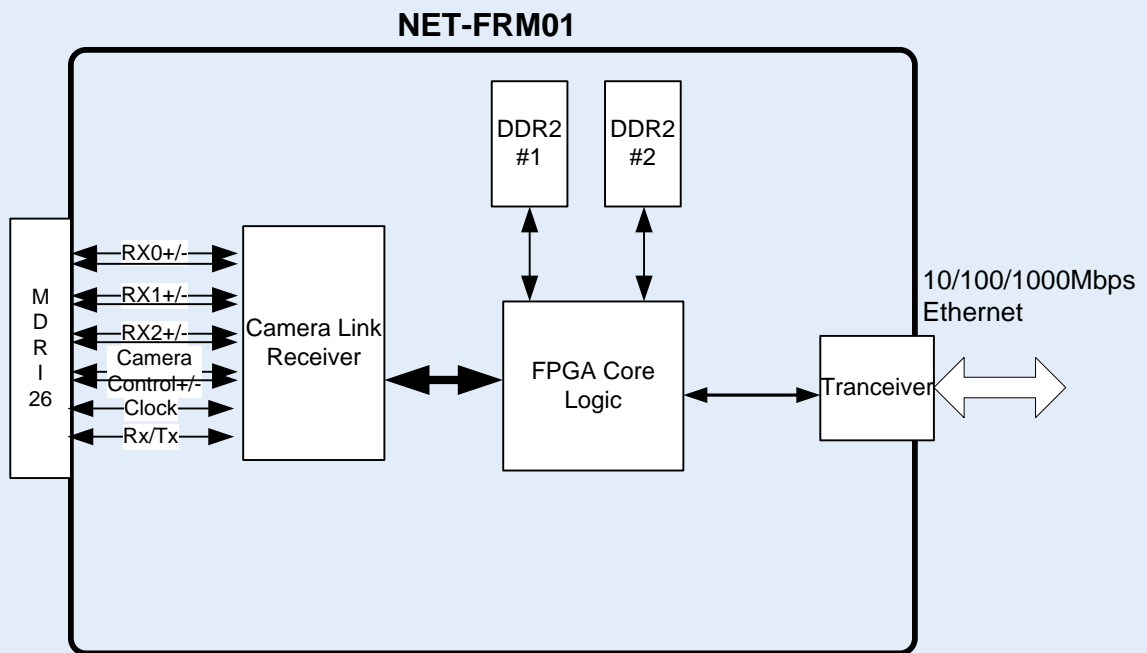 NET-FRM01
DDR2
#1
DDR2
#2
M
D
R
I
26
RX0+/-
RX1+/-
RX2+/-
Camera
Control+/-
Clock
Rx/Tx
Camera Link
Receiver
FPGA Core
Logic
Tranceiver
10/100/1000Mbps
Ethernet